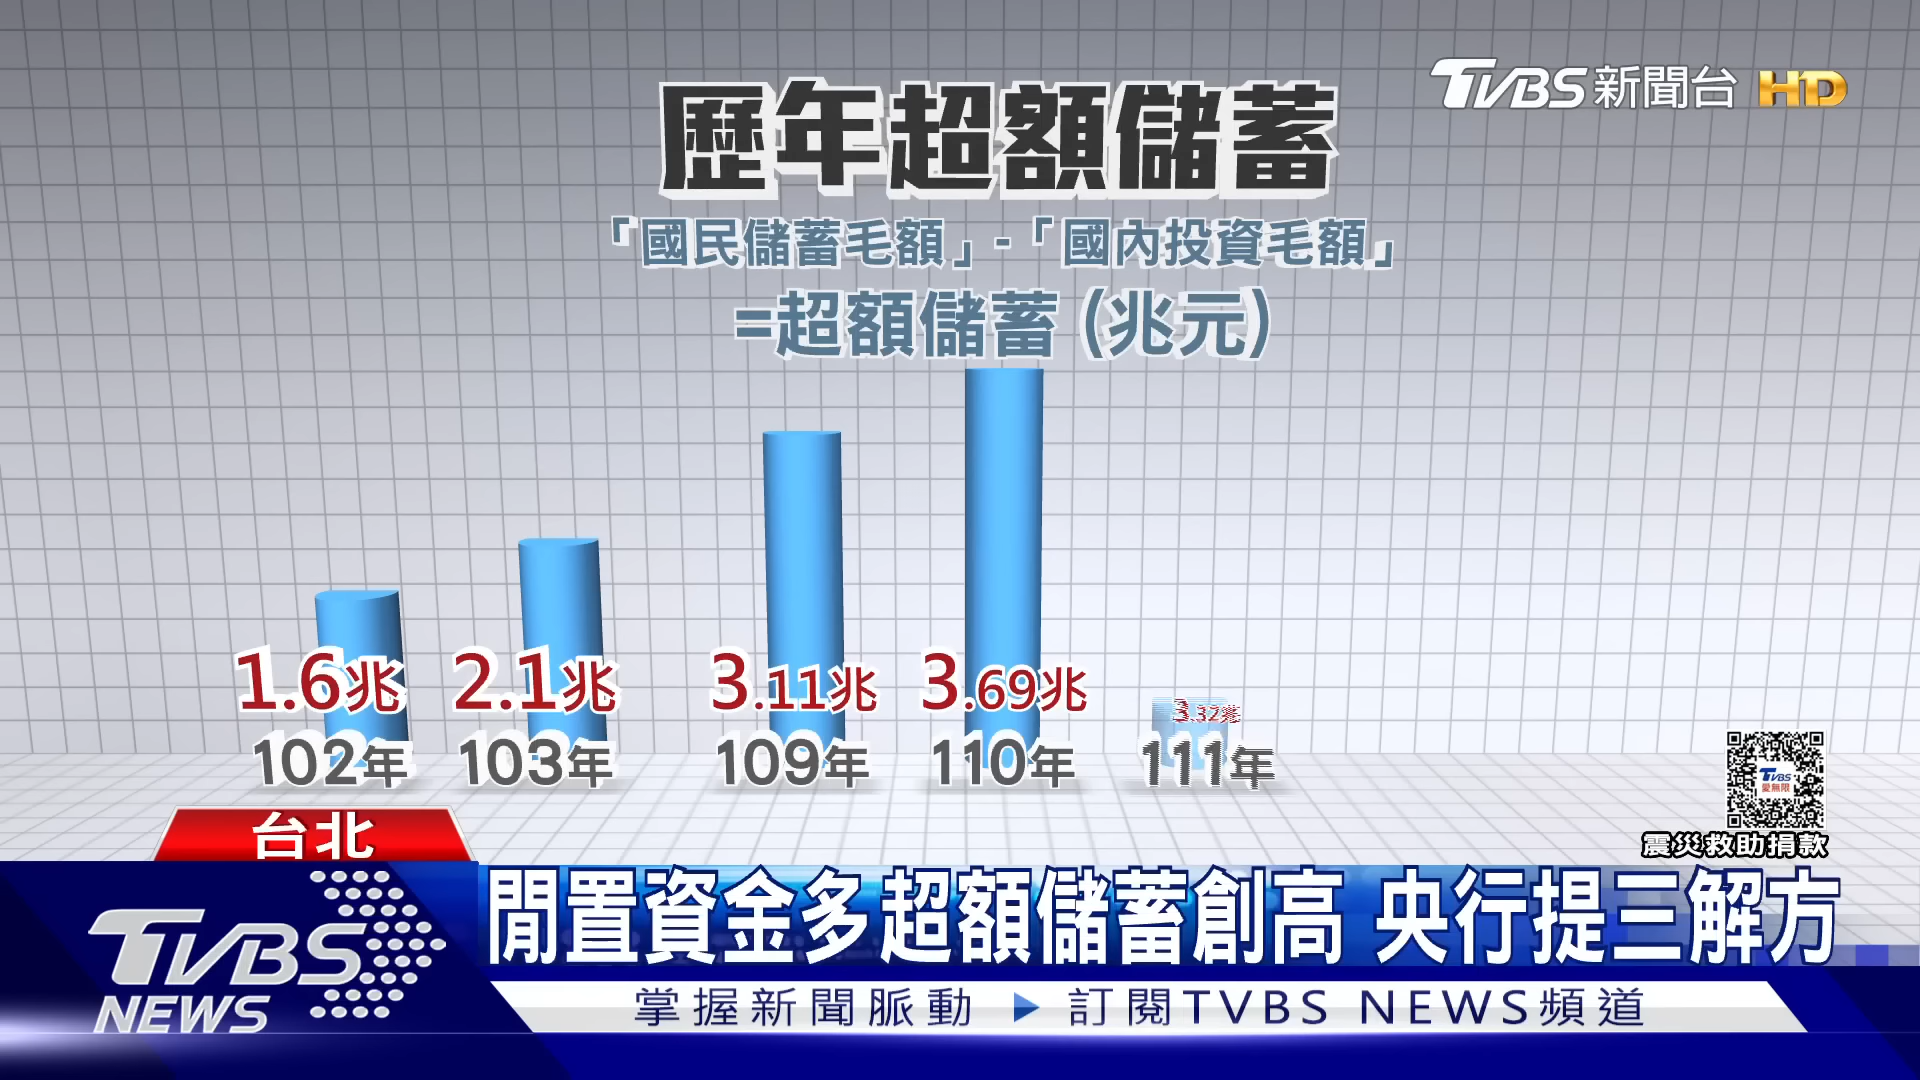 TVBS新聞台 HD
歷年超額儲蓄
「國民儲蓄毛額」-「國內投資毛額」
=超額儲蓄 (兆元)
1.6兆
2.1兆
3.11兆
3.69兆
3.32兆
102年
103年
109年
110年
111年
TVBS
愛無限
震災救助捐款
台北
閒置資金多超額儲蓄創高 央行提三解方
TVBS
NEWS
掌握新聞脈動 ▶ 訂閱TVBS NEWS頻道